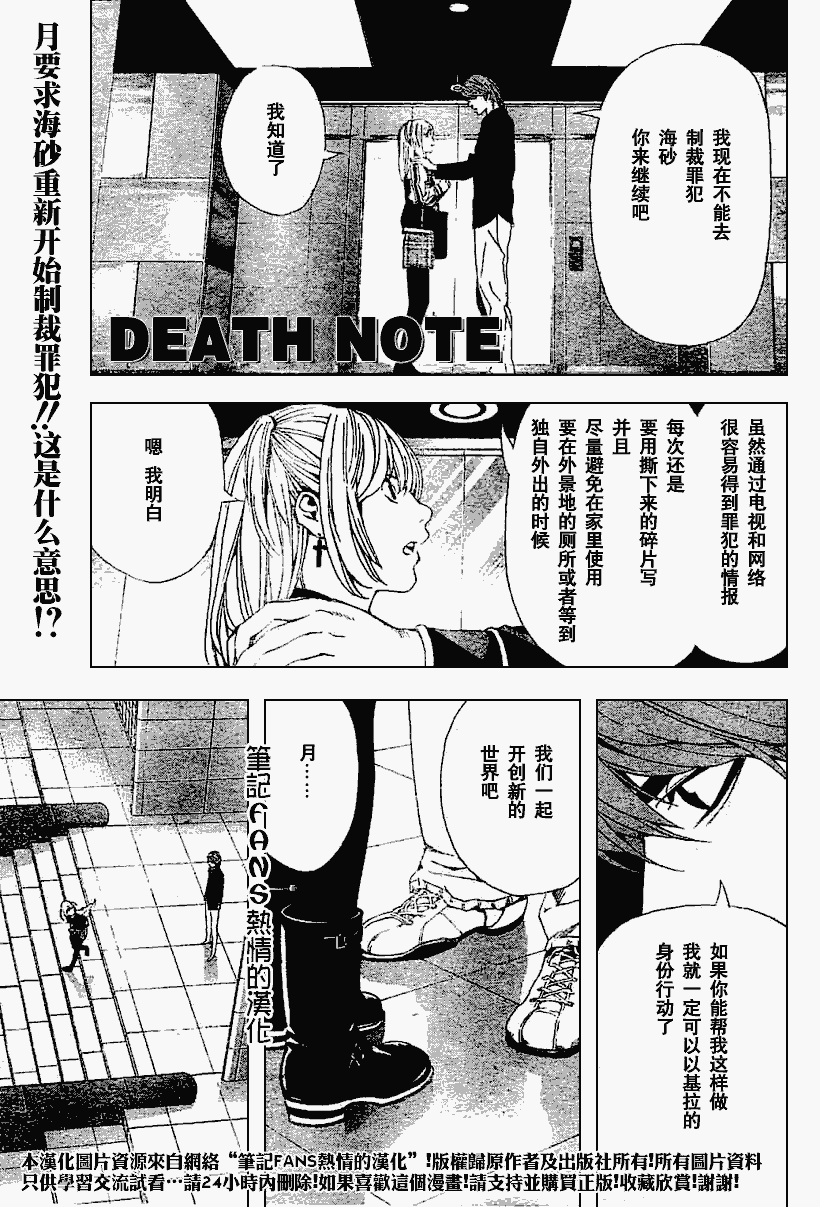 月要求海砂重新开始制裁罪犯!!这是什么意思!?
我现在不能去
制裁罪犯
海砂
你来继续吧
我知道了
DEATH NOTE
虽然通过电视和网络
很容易得到罪犯的情报
每次还是
要用撕下来的碎片写
并且
尽量避免在家里使用
要在外景地的厕所或者等到
独自外出的时候
嗯 我明白
如果你能帮我这样做
我就一定可以以基拉的
身份行动了
我们一起
开创新的
世界吧
月……
筆記FANS熱情的漢化
本漢化圖片資源來自網絡“筆記FANS熱情的漢化”!版權歸原作者及出版社所有!所有圖片資料
只供學習交流試看…請24小時內刪除!如果喜歡這個漫畫!請支持並購買正版!收藏欣賞!謝謝!